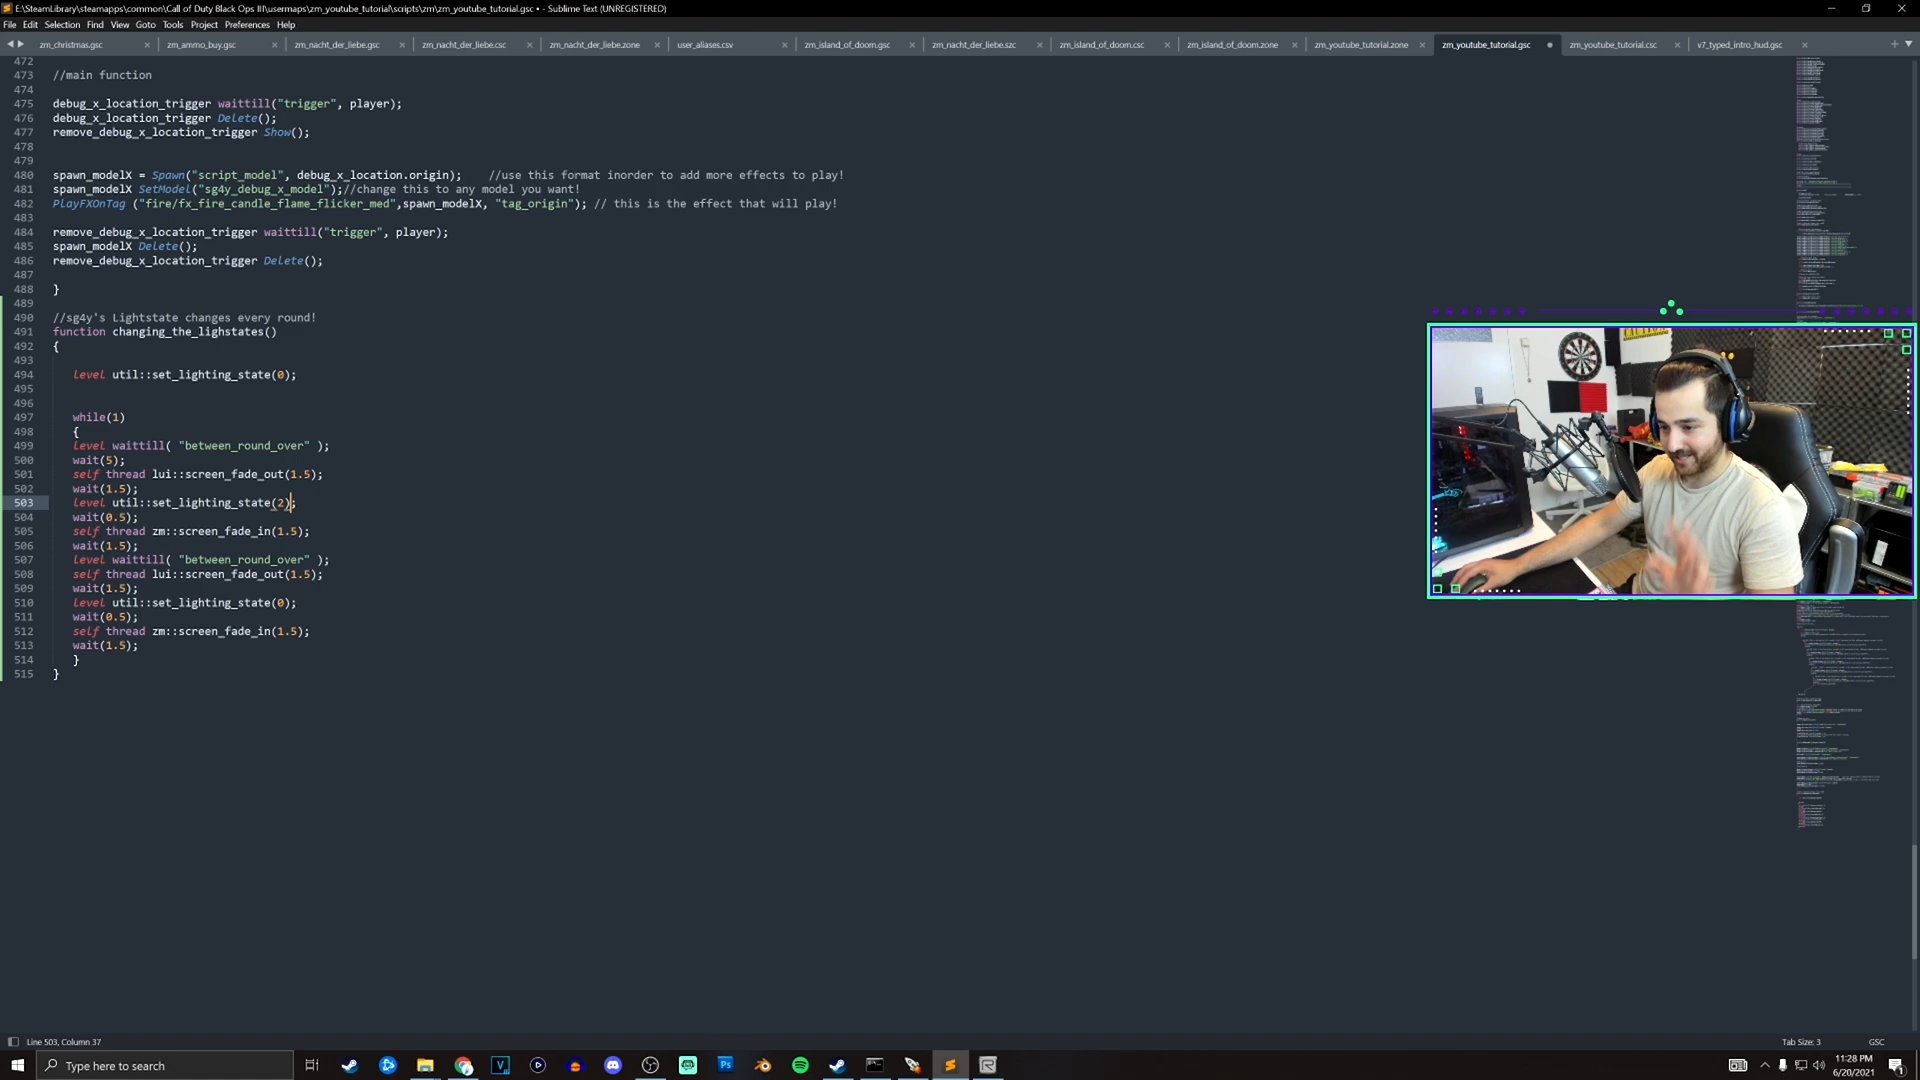 E:\SteamLibrary\steamapps\common\Call of Duty Black Ops III\usermaps\zm_youtube_tutorial\scripts\zm\zm_youtube_tutorial.gsc • - Sublime Text (UNREGISTERED)
File Edit Selection Find View Goto Tools Project Preferences Help
zm_christmas.gsc zm_ammo_buy.gsc zm_nacht_der_liebe.gsc zm_nacht_der_liebe.csc zm_nacht_der_liebe.zone user_aliases.csv zm_island_of_doom.gsc zm_nacht_der_liebe.szc zm_island_of_doom.csc zm_island_of_doom.zone zm_youtube_tutorial.zone zm_youtube_tutorial.gsc zm_youtube_tutorial.csc v7_typed_intro_hud.gsc
472
473 //main function
474
475 debug_x_location_trigger waittill("trigger", player);
476 debug_x_location_trigger Delete();
477 remove_debug_x_location_trigger Show();
478
479
480 spawn_modelX = Spawn("script_model", debug_x_location.origin); //use this format inorder to add more effects to play!
481 spawn_modelX SetModel("sg4y_debug_x_model");//change this to any model you want!
482 PlayFXOnTag ("fire/fx_fire_candle_flame_flicker_med",spawn_modelX, "tag_origin"); // this is the effect that will play!
483
484 remove_debug_x_location_trigger waittill("trigger", player);
485 spawn_modelX Delete();
486 remove_debug_x_location_trigger Delete();
487
488 }
489
490 //sg4y's Lightstate changes every round!
491 function changing_the_lighstates()
492 {
493
494 level util::set_lighting_state(0);
495
496
497 while(1)
498 {
499 level waittill( "between_round_over" );
500 wait(5);
501 self thread lui::screen_fade_out(1.5);
502 wait(1.5);
503 level util::set_lighting_state(2);
504 wait(0.5);
505 self thread zm::screen_fade_in(1.5);
506 wait(1.5);
507 level waittill( "between_round_over" );
508 self thread lui::screen_fade_out(1.5);
509 wait(1.5);
510 level util::set_lighting_state(0);
511 wait(0.5);
512 self thread zm::screen_fade_in(1.5);
513 wait(1.5);
514 }
515 }
Line 503, Column 37 Tab Size: 3 GSC
Type here to search
11:28 PM
6/20/2021